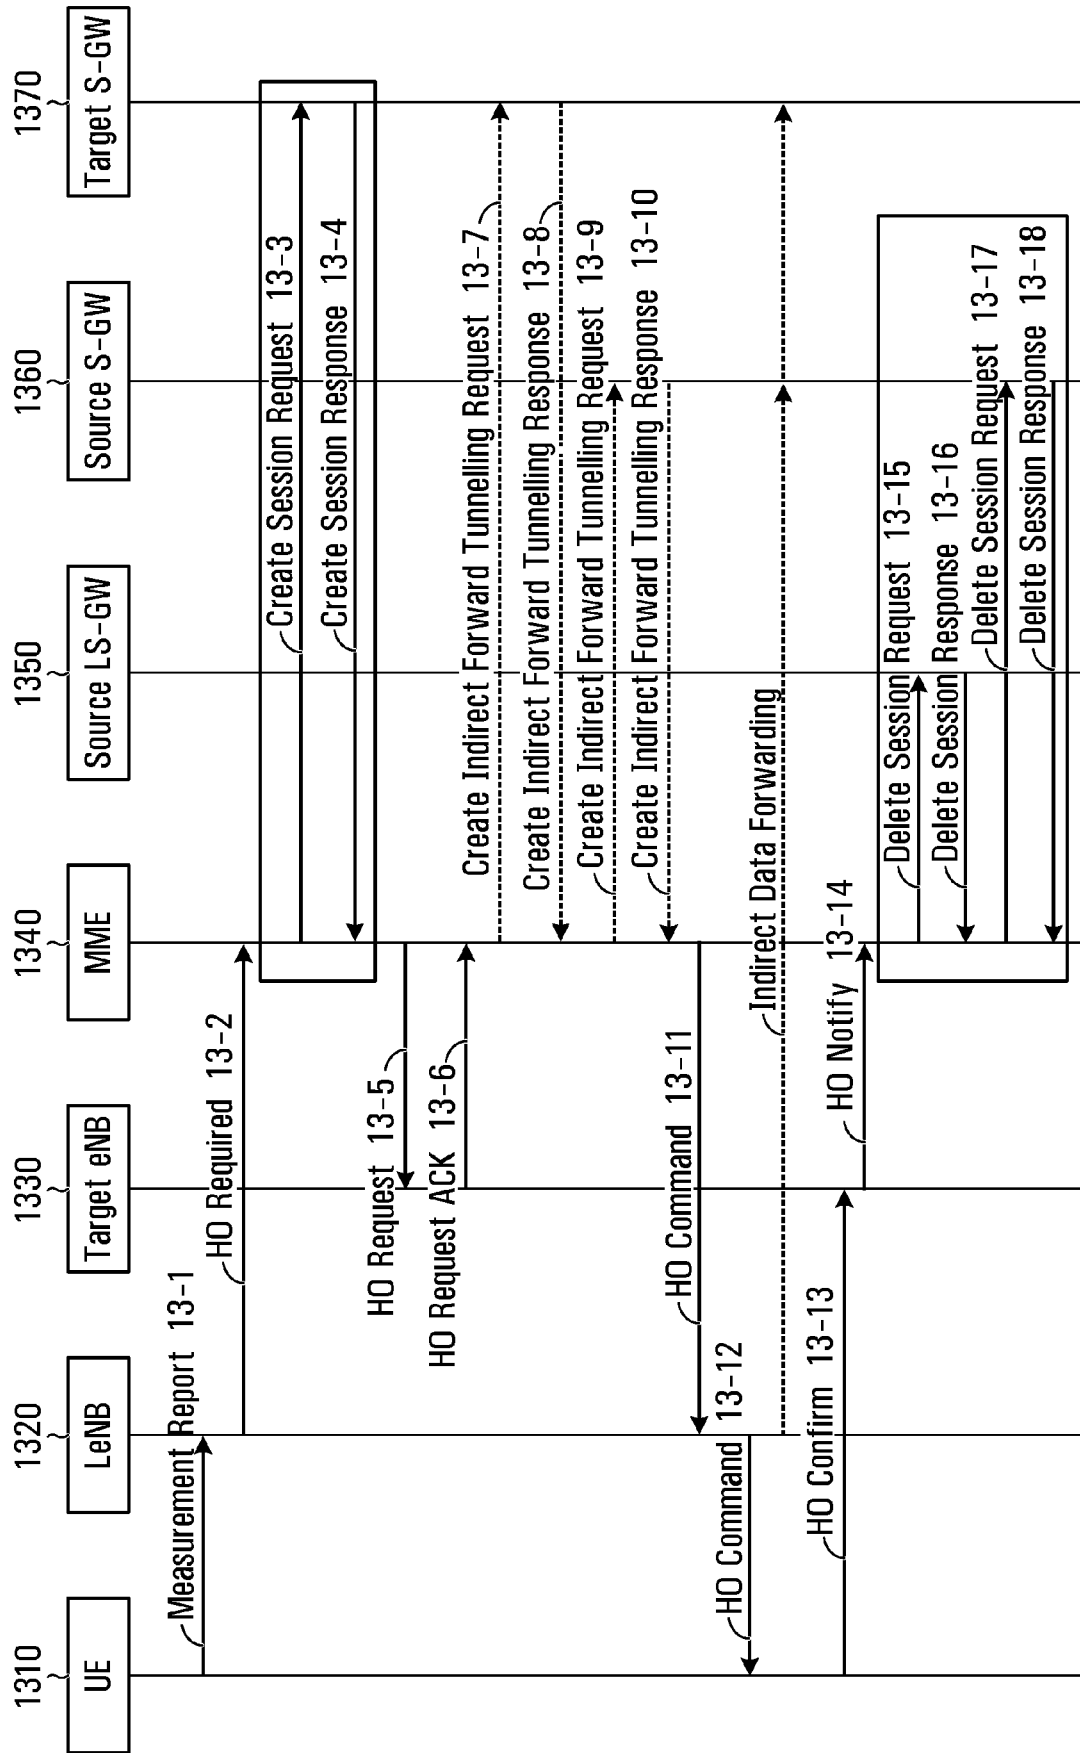 1310
UE
1320
LeNB
1330
Target eNB
1340
MME
1350
Source LS-GW
1360
Source S-GW
1370
Target S-GW
Measurement Report 13-1
HO Required 13-2
Create Session Request 13-3
Create Session Response 13-4
HO Request 13-5
HO Request ACK 13-6
Create Indirect Forward Tunnelling Request 13-7
Create Indirect Forward Tunnelling Response 13-8
Create Indirect Forward Tunnelling Request 13-9
Create Indirect Forward Tunnelling Response 13-10
HO Command 13-11
HO Command 13-12
Indirect Data Forwarding
HO Confirm 13-13
HO Notify 13-14
Delete Session Request 13-15
Delete Session Response 13-16
Delete Session Request 13-17
Delete Session Response 13-18